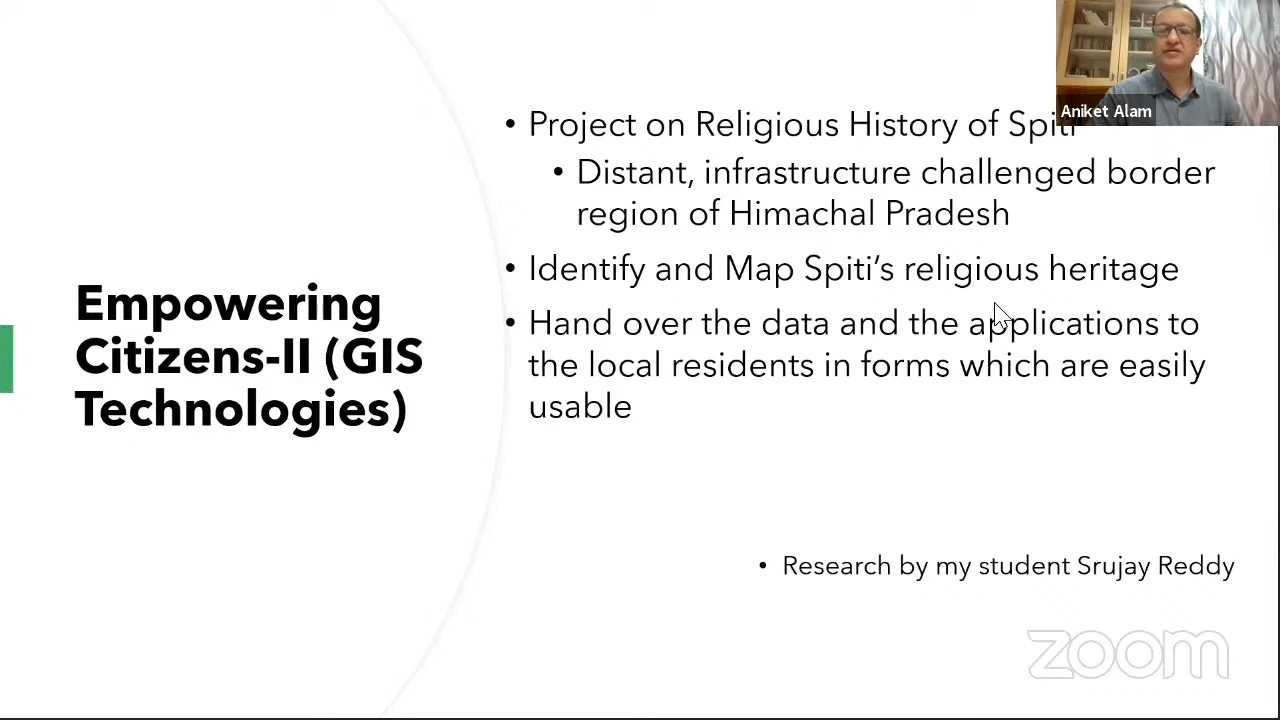 Aniket Alam
• Project on Religious History of Spiti
• Distant, infrastructure challenged border
region of Himachal Pradesh
• Identify and Map Spiti’s religious heritage
• Hand over the data and the applications to
the local residents in forms which are easily
usable
Empowering
Citizens-II (GIS
Technologies)
• Research by my student Srujay Reddy
zoom